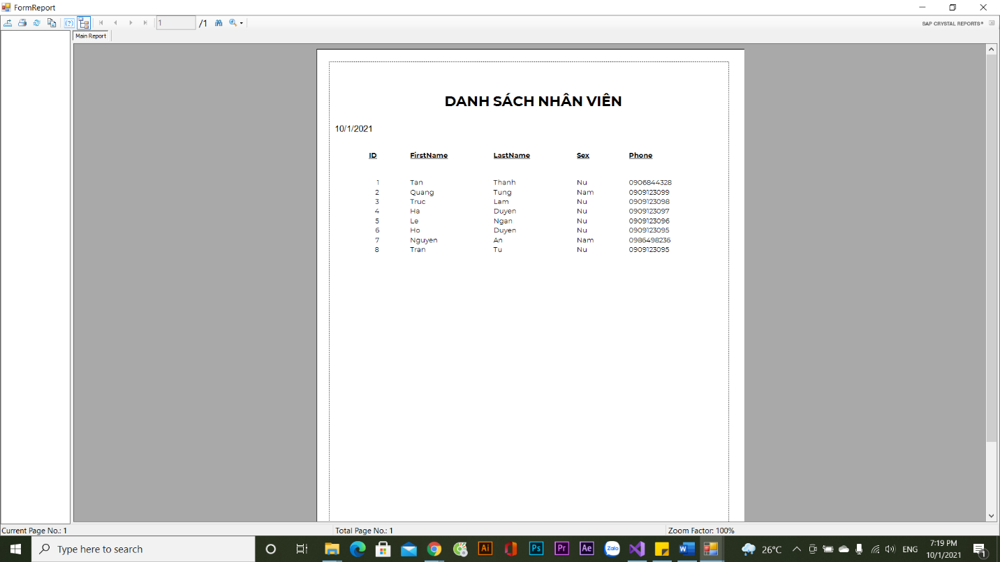 FormReport
1 /1
SAP CRYSTAL REPORTS®
Main Report
DANH SÁCH NHÂN VIÊN
10/1/2021
ID FirstName LastName Sex Phone
1 Tan Thanh Nu 0906844328
2 Quang Tung Nam 0909123099
3 Truc Lam Nu 0909123098
4 Ha Duyen Nu 0909123097
5 Le Ngan Nu 0909123096
6 Ho Duyen Nu 0909123095
7 Nguyen An Nam 0986498236
8 Tran Tu Nu 0909123095
Current Page No.: 1 Total Page No.: 1 Zoom Factor: 100%
Type here to search
Ai Ps Pr Ae Zalo W
26°C ENG
7:19 PM
10/1/2021
1